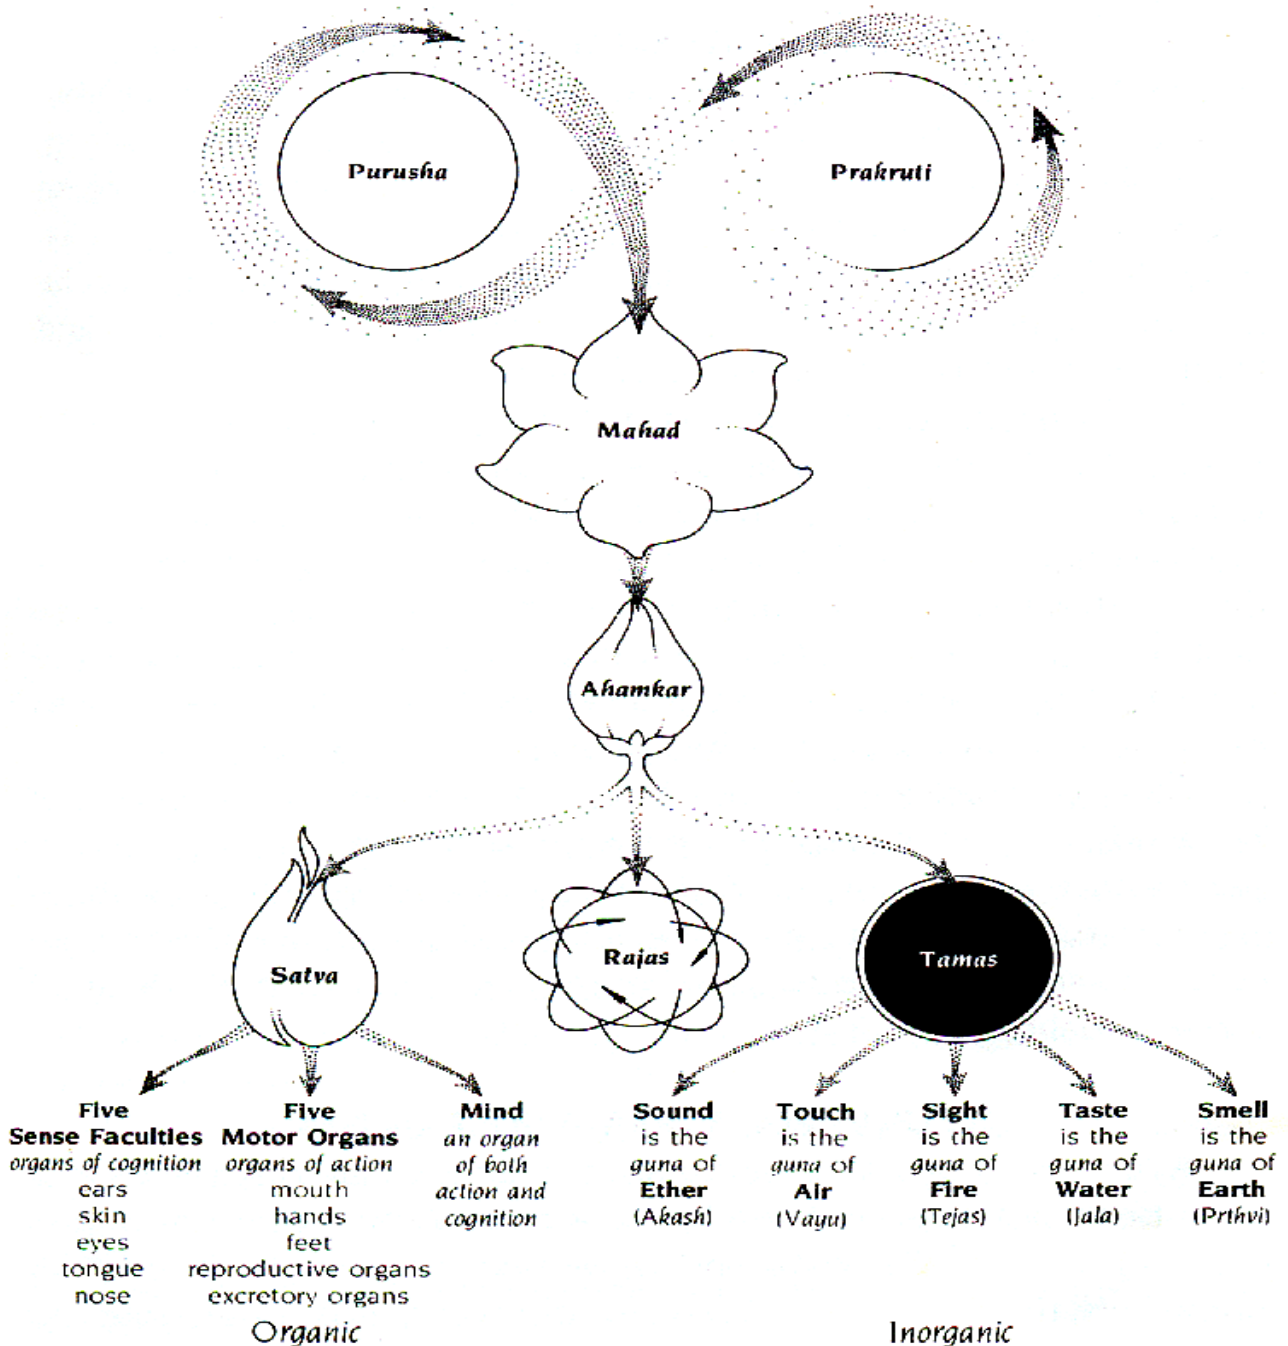 Purusha
Prakruti
Mahad
Ahamkar
Satva
Rajas
Tamas
Five
Sense Faculties
organs of cognition
ears
skin
eyes
tongue
nose
Five
Motor Organs
organs of action
mouth
hands
feet
reproductive organs
excretory organs
Mind
an organ
of both
action and
cognition
Organic
Sound
is the
guna of
Ether
(Akash)
Touch
is the
guna of
Air
(Vayu)
Sight
is the
guna of
Fire
(Tejas)
Taste
is the
guna of
Water
(Jala)
Smell
is the
guna of
Earth
(Prthvi)
Inorganic